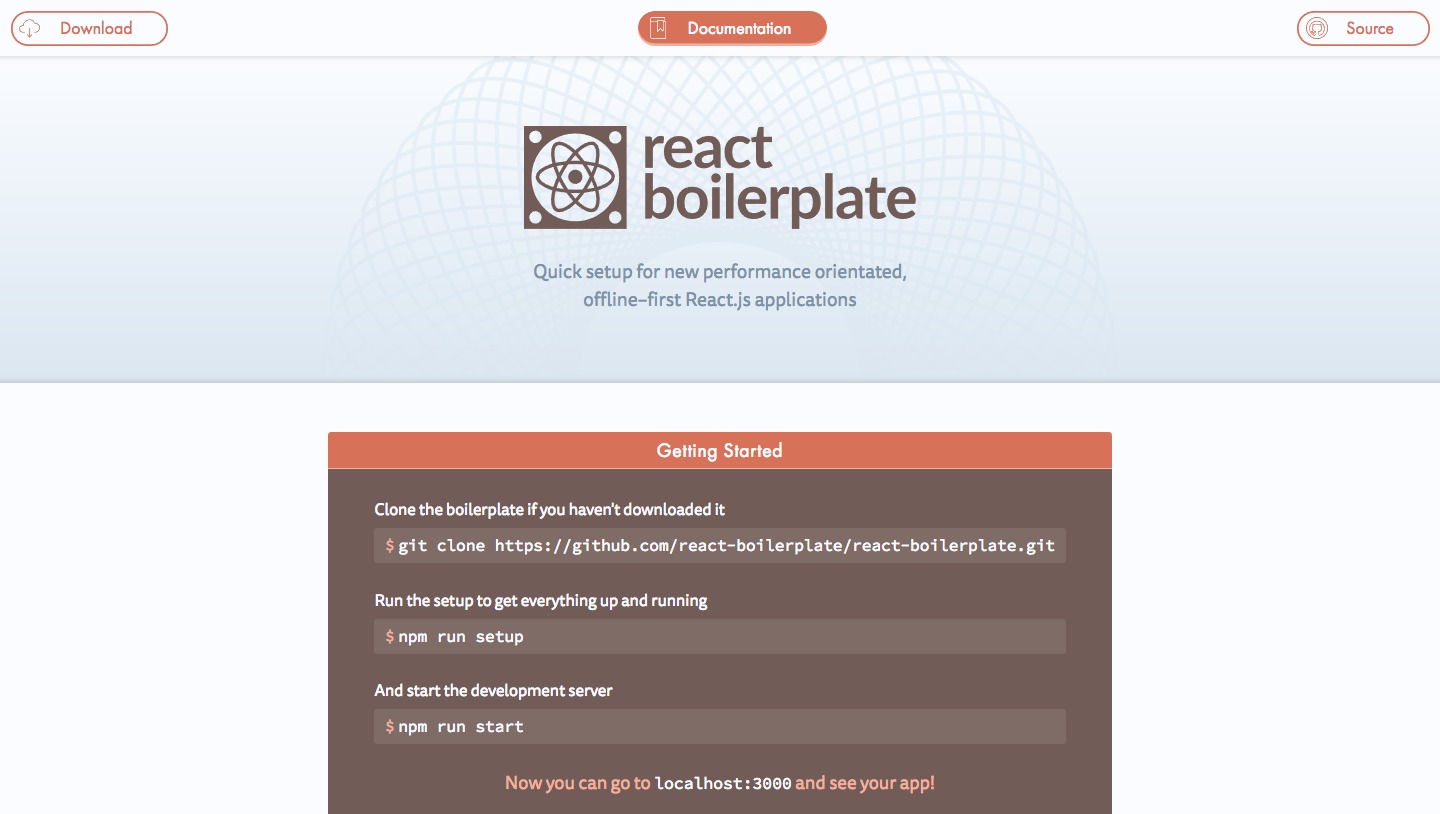 Download
Documentation
Source
react
boilerplate
Quick setup for new performance orientated,
offline–first React.js applications
Getting Started
Clone the boilerplate if you haven't downloaded it
$ git clone https://github.com/react-boilerplate/react-boilerplate.git
Run the setup to get everything up and running
$ npm run setup
And start the development server
$ npm run start
Now you can go to localhost:3000 and see your app!